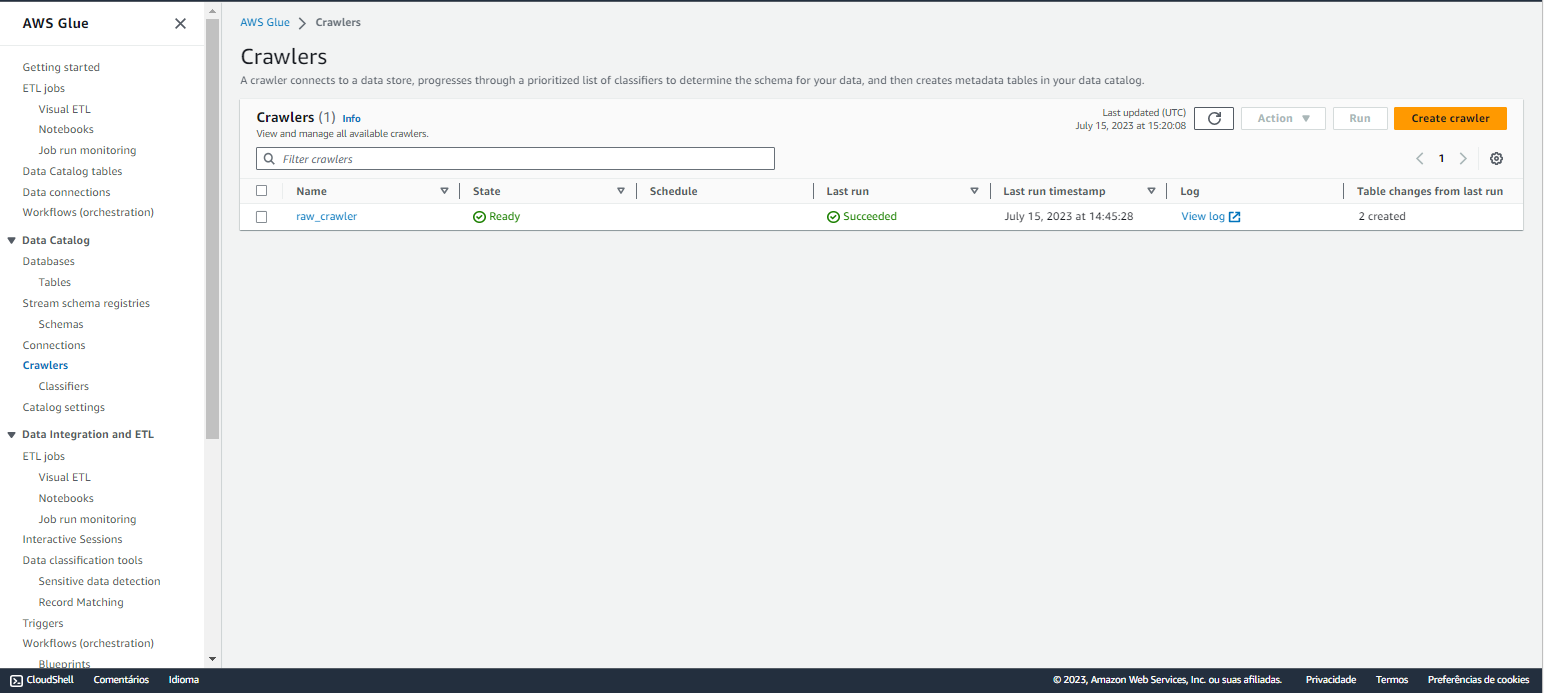 AWS Glue
Getting started
ETL jobs
Visual ETL
Notebooks
Job run monitoring
Data Catalog tables
Data connections
Workflows (orchestration)
Data Catalog
Databases
Tables
Stream schema registries
Schemas
Connections
Crawlers
Classifiers
Catalog settings
Data Integration and ETL
ETL jobs
Visual ETL
Notebooks
Job run monitoring
Interactive Sessions
Data classification tools
Sensitive data detection
Record Matching
Triggers
Workflows (orchestration)
Blueprints
AWS Glue > Crawlers
Crawlers
A crawler connects to a data store, progresses through a prioritized list of classifiers to determine the schema for your data, and then creates metadata tables in your data catalog.
Crawlers (1) Info
View and manage all available crawlers.
Last updated (UTC)
July 15, 2023 at 15:20:08
Action
Run
Create crawler
Filter crawlers
1
Name State Schedule Last run Last run timestamp Log Table changes from last run
raw_crawler Ready Succeeded July 15, 2023 at 14:45:28 View log 2 created
CloudShell Comentários Idioma © 2023, Amazon Web Services, Inc. ou suas afiliadas. Privacidade Termos Preferências de cookies